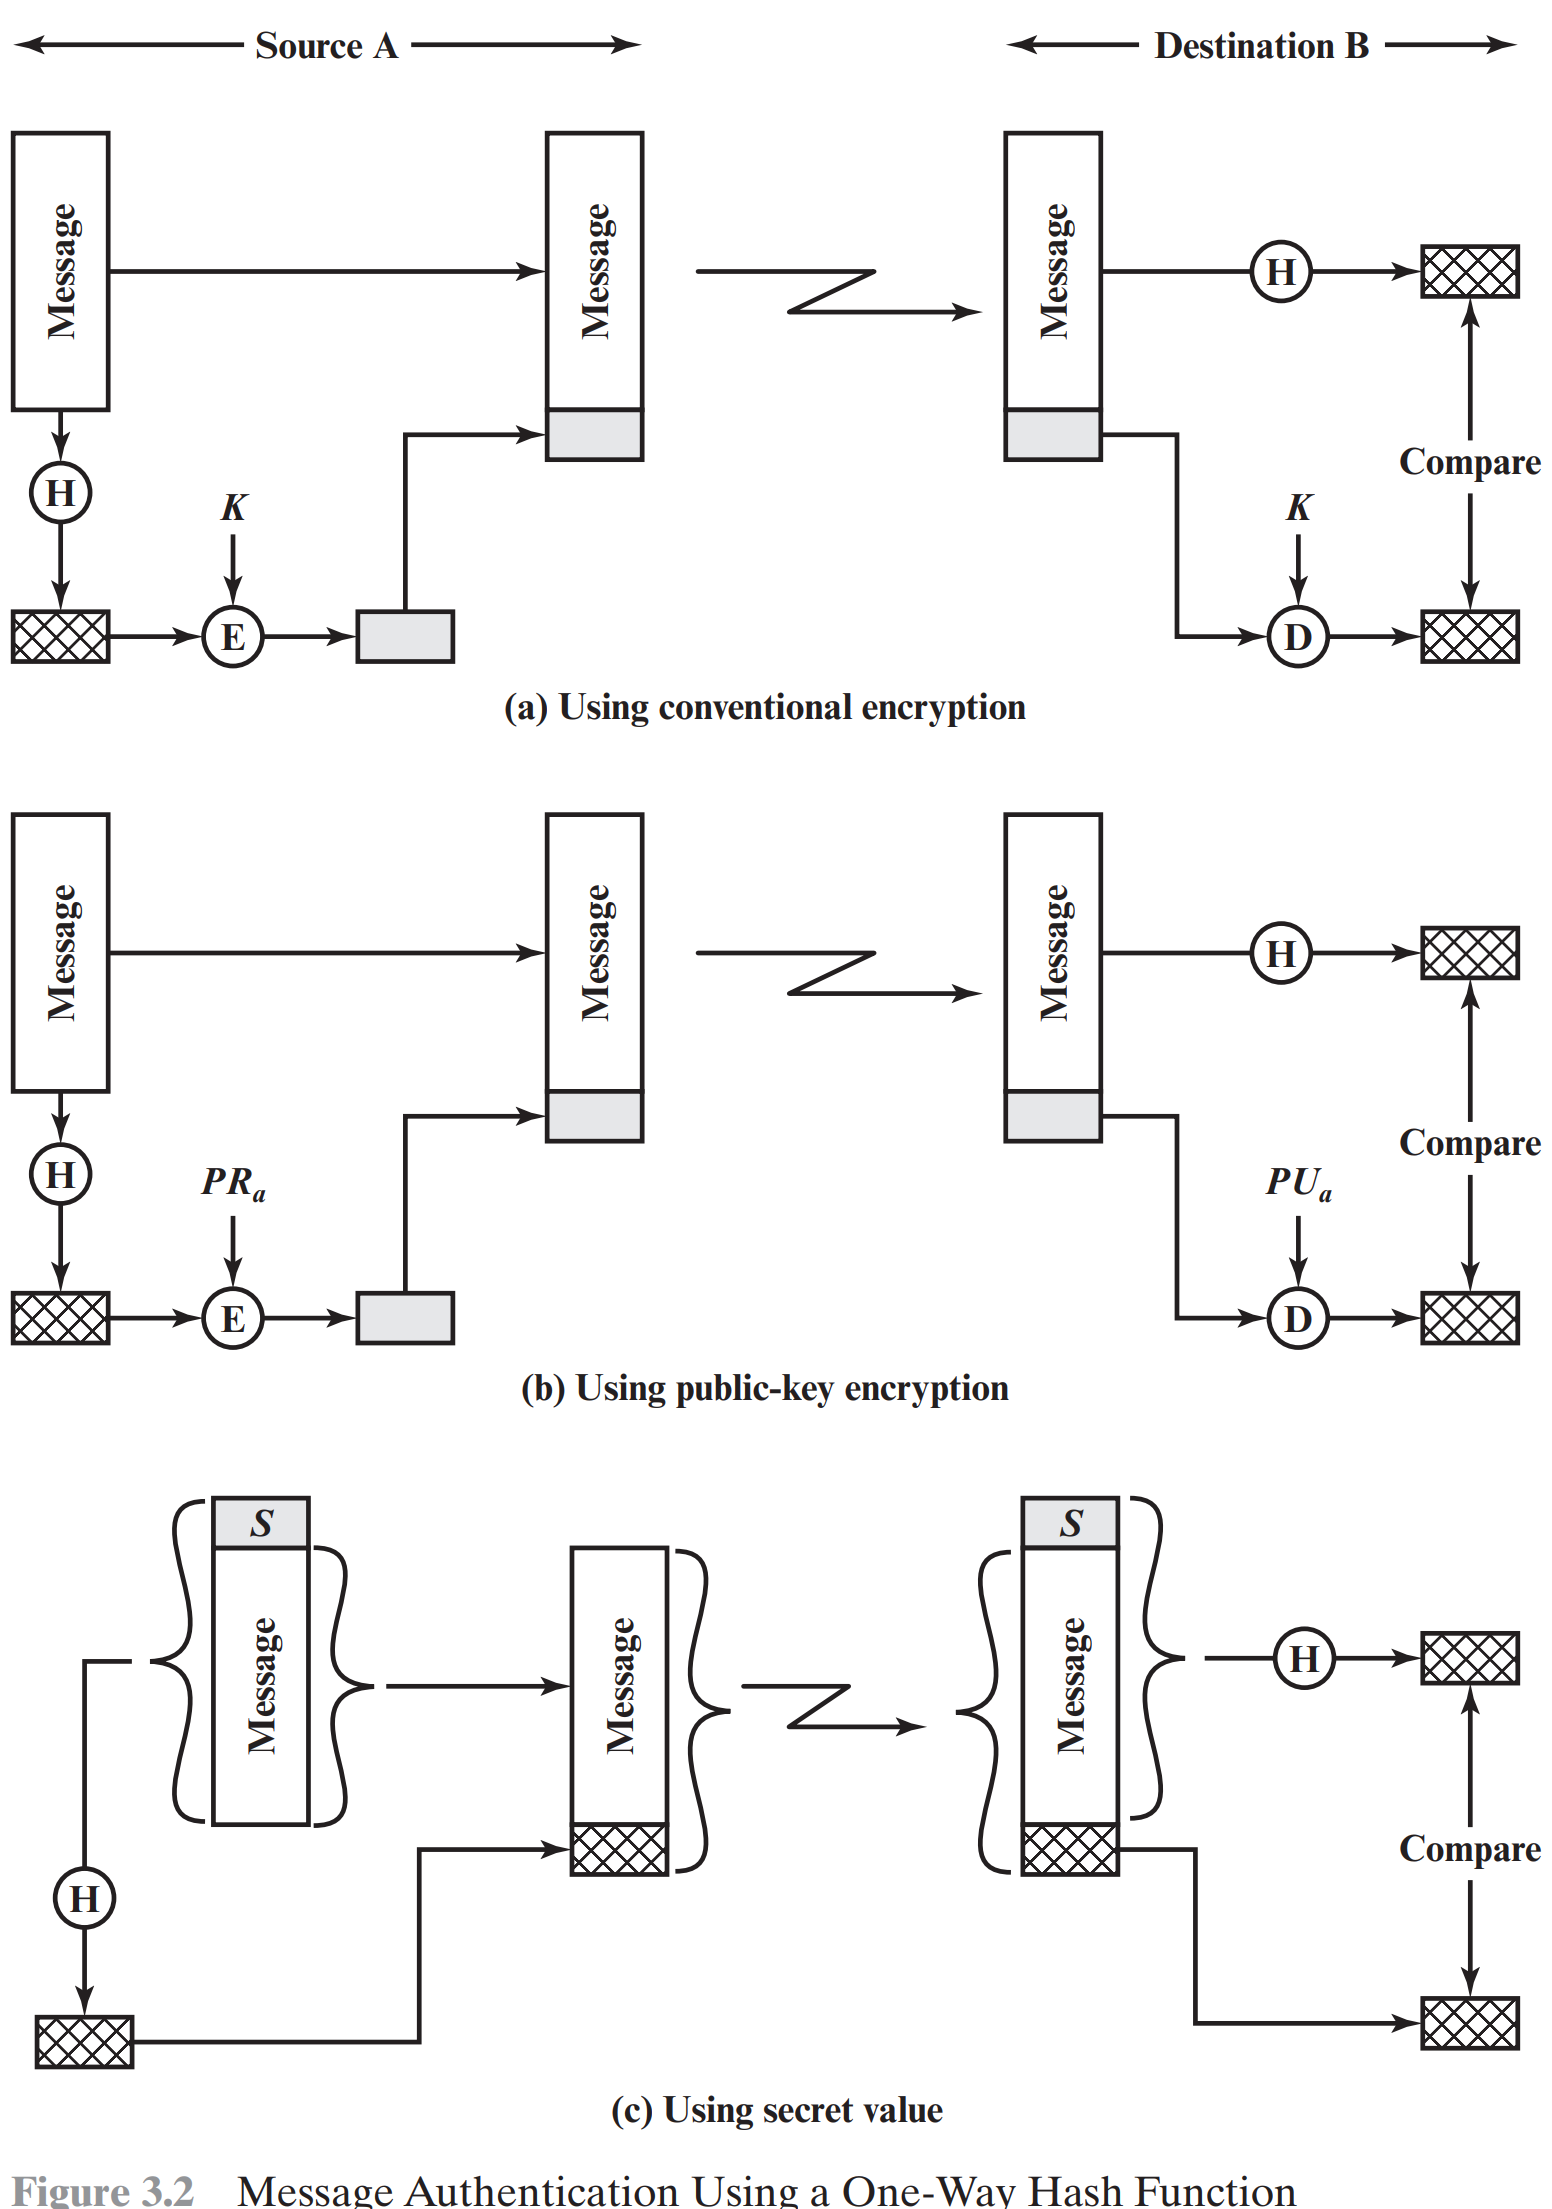 Source A Destination B
Message Message Message H
H K K Compare
E D
(a) Using conventional encryption
Message Message Message H
H PRa PUa Compare
E D
(b) Using public-key encryption
S S
Message Message Message H
H Compare
(c) Using secret value
Figure 3.2 Message Authentication Using a One-Way Hash Function